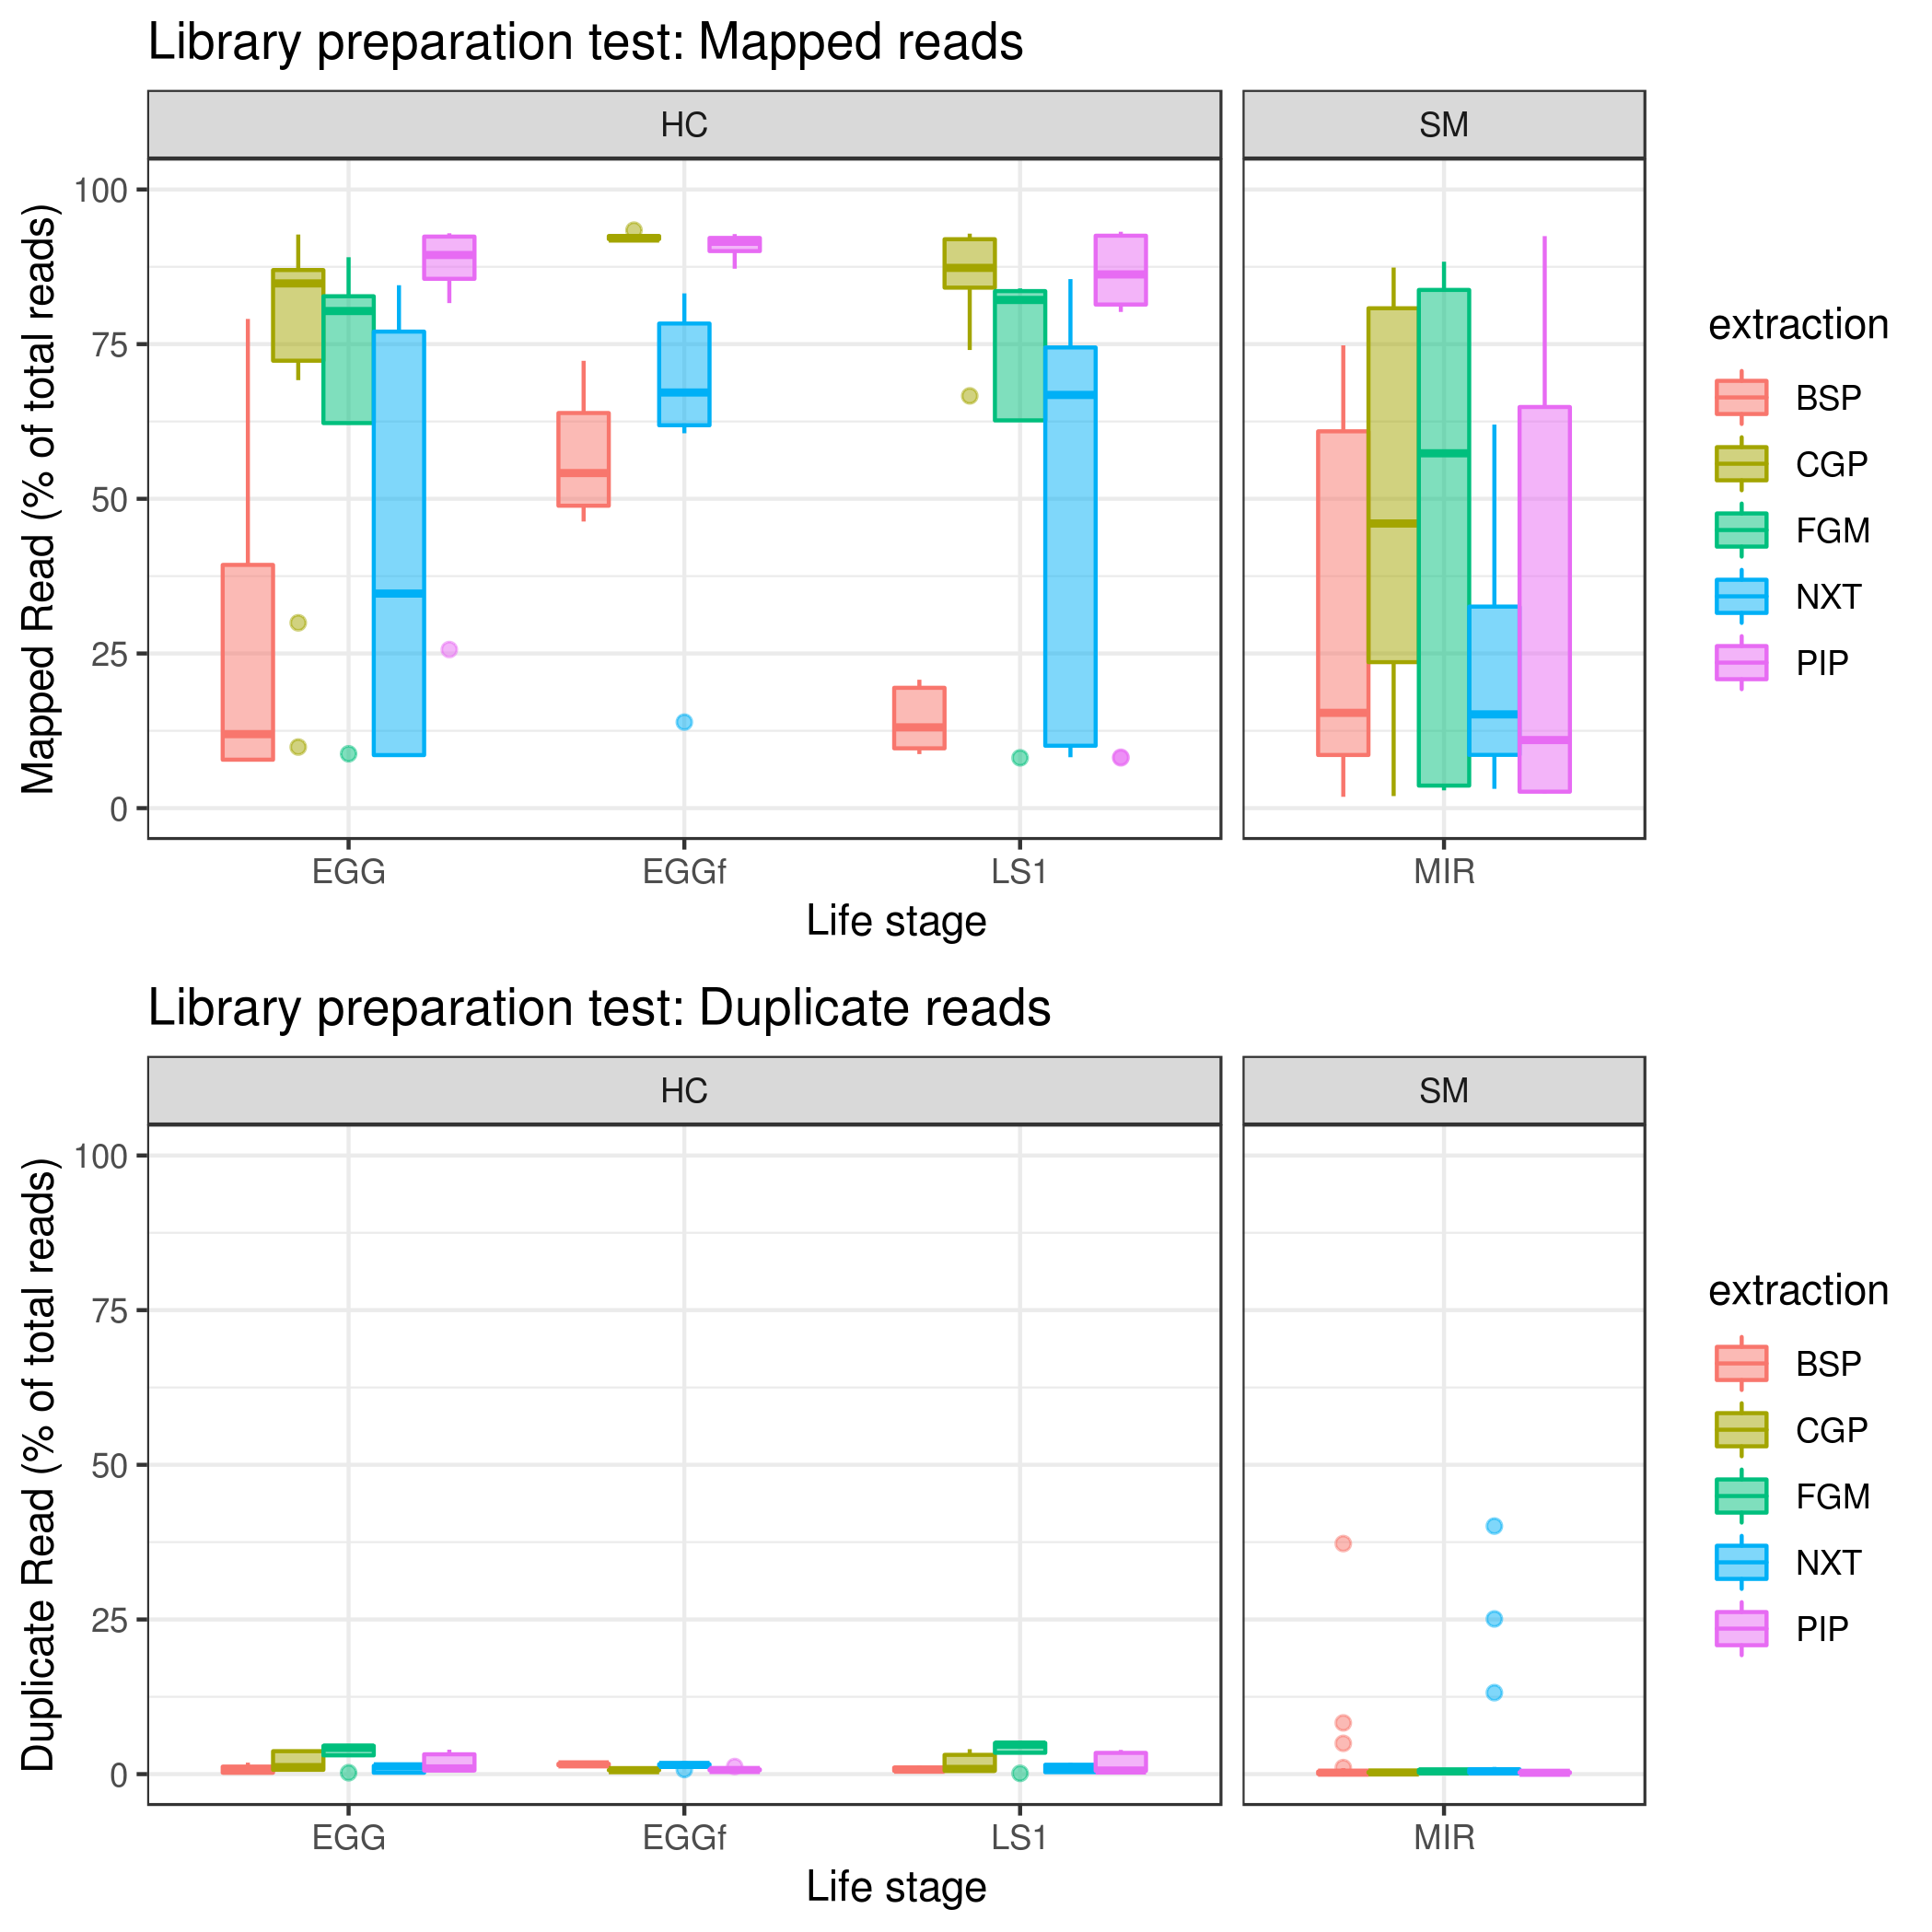 Library preparation test: Mapped reads
HC
SM
Mapped Read (% of total reads)
100
75
50
25
0
EGG
EGGf
LS1
MIR
Life stage
extraction
BSP
CGP
FGM
NXT
PIP
Library preparation test: Duplicate reads
HC
SM
Duplicate Read (% of total reads)
100
75
50
25
0
EGG
EGGf
LS1
MIR
Life stage
extraction
BSP
CGP
FGM
NXT
PIP